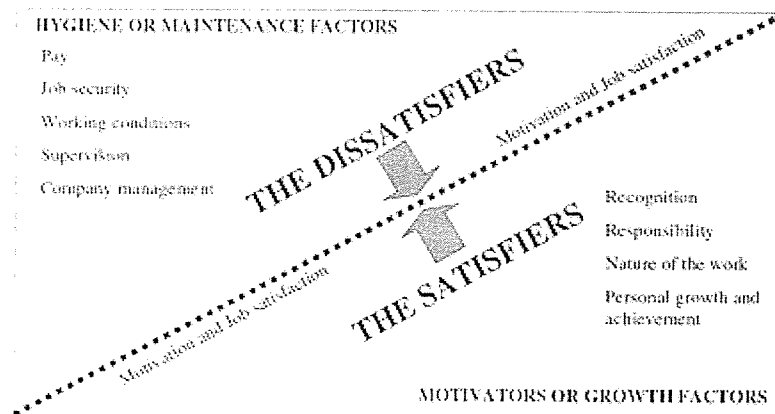 HYGIENE OR MAINTENANCE FACTORS
Pay
Job security
Working conditions
Supervision
Company management
THE DISSATISFIERS
Motivation and Job satisfaction
Motivation and Job satisfaction
THE SATISFIERS
Recognition
Responsibility
Nature of the work
Personal growth and
achievement
MOTIVATORS OR GROWTH FACTORS